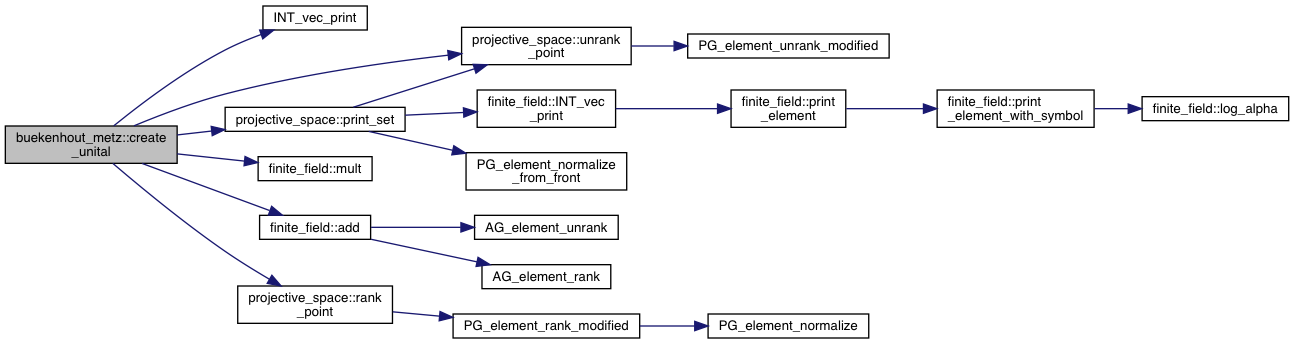 INT_vec_print
projective_space::unrank
_point
PG_element_unrank_modified
buekenhout_metz::create
_unital
projective_space::print_set
finite_field::INT_vec
_print
finite_field::print
_element
finite_field::print
_element_with_symbol
finite_field::log_alpha
finite_field::mult
PG_element_normalize
_from_front
finite_field::add
AG_element_unrank
AG_element_rank
projective_space::rank
_point
PG_element_rank_modified
PG_element_normalize